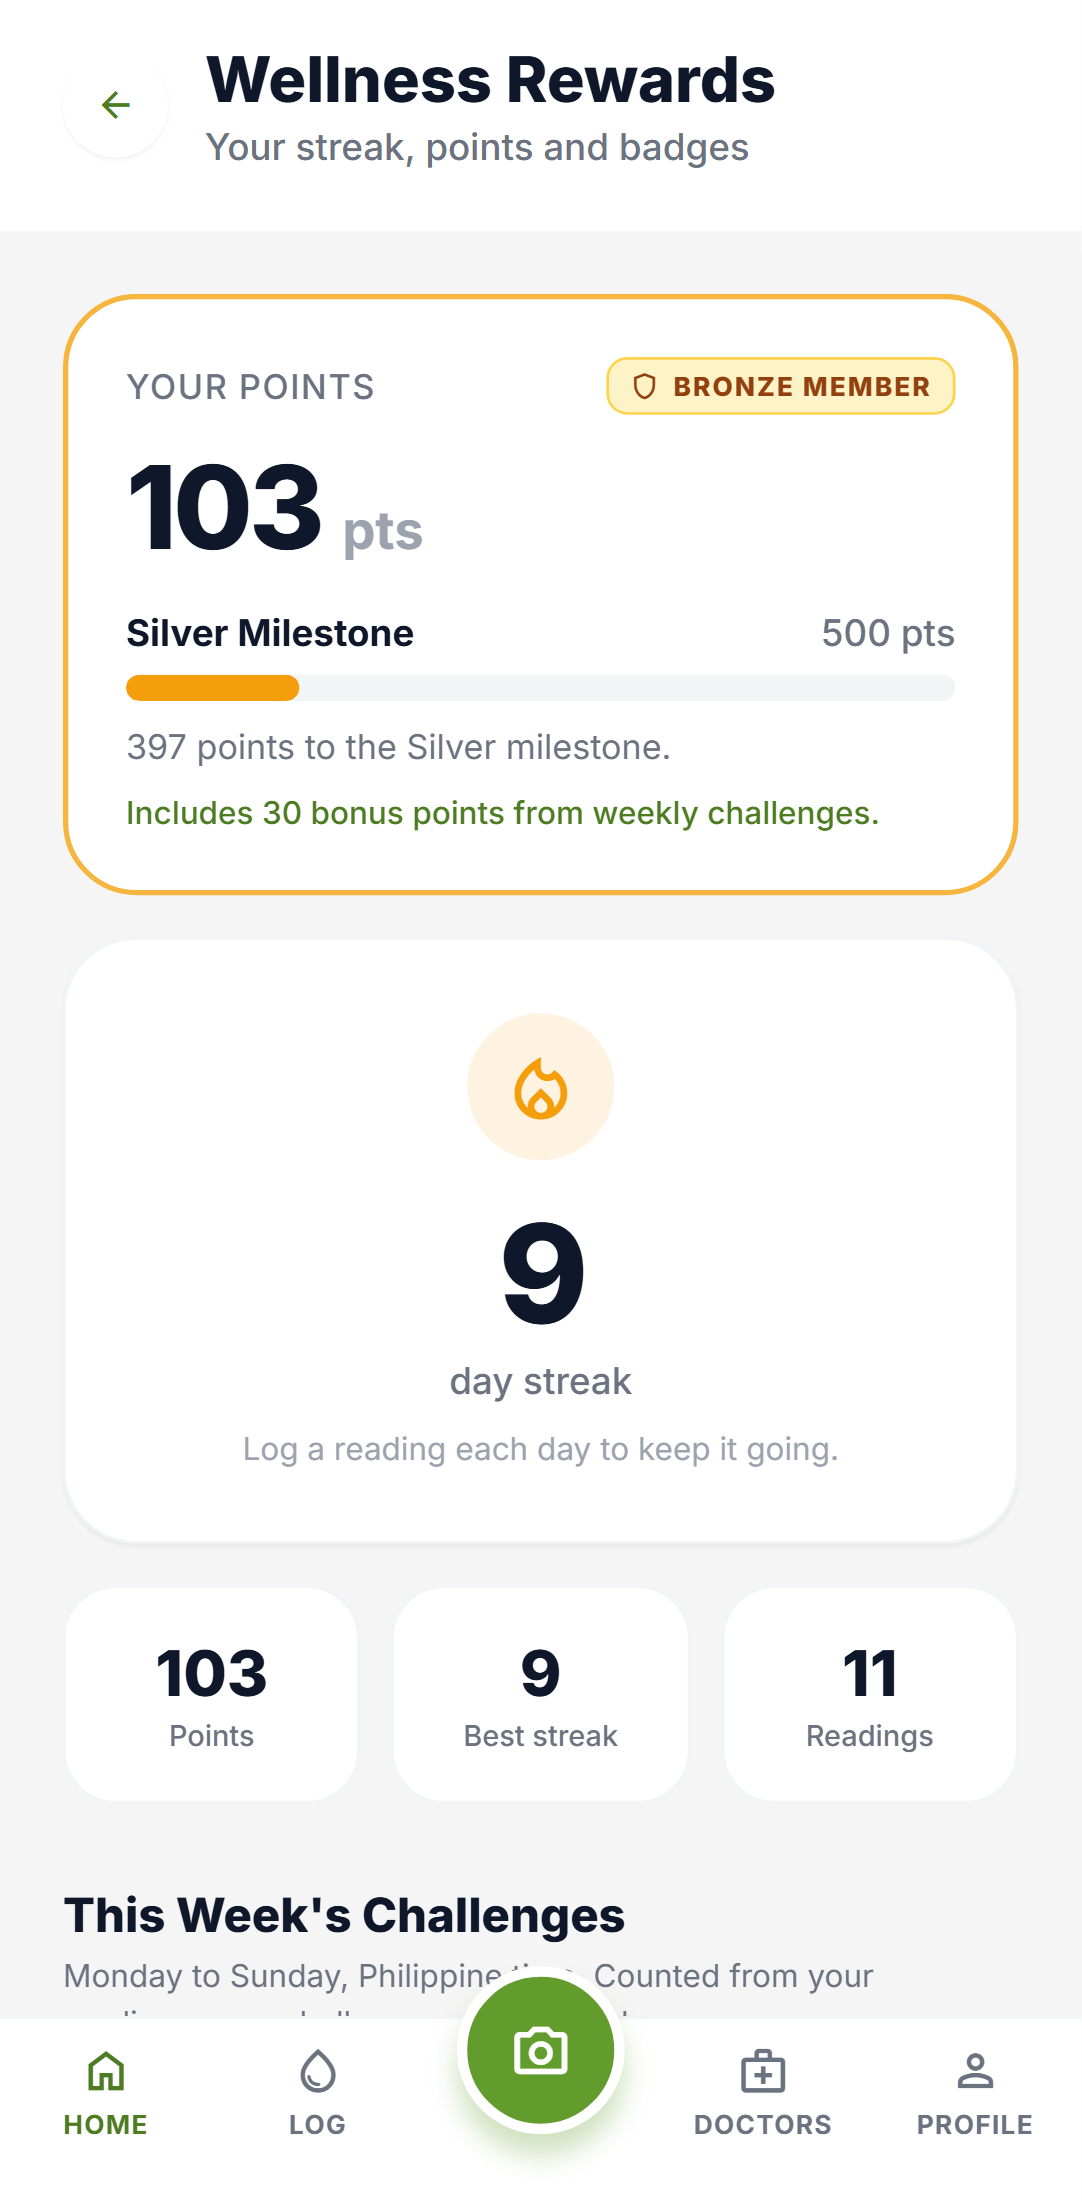 Wellness Rewards
Your streak, points and badges
YOUR POINTS
BRONZE MEMBER
103 pts
Silver Milestone
500 pts
397 points to the Silver milestone.
Includes 30 bonus points from weekly challenges.
9
day streak
Log a reading each day to keep it going.
103
Points
9
Best streak
11
Readings
This Week's Challenges
Monday to Sunday, Philippine Counted from your
HOME
LOG
DOCTORS
PROFILE